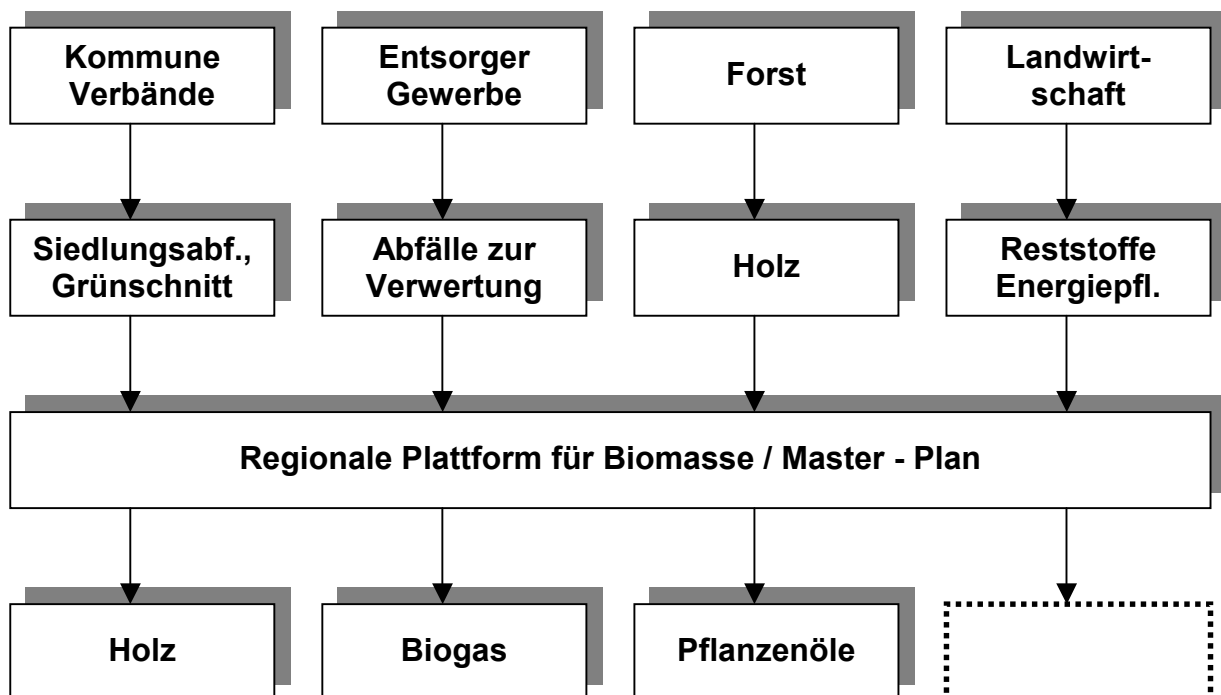 Kommune
Verbände
Entsorger
Gewerbe
Forst
Landwirt-
schaft
Siedlungsabf.,
Grünschnitt
Abfälle zur
Verwertung
Holz
Reststoffe
Energiepfl.
Regionale Plattform für Biomasse / Master - Plan
Holz
Biogas
Pflanzenöle